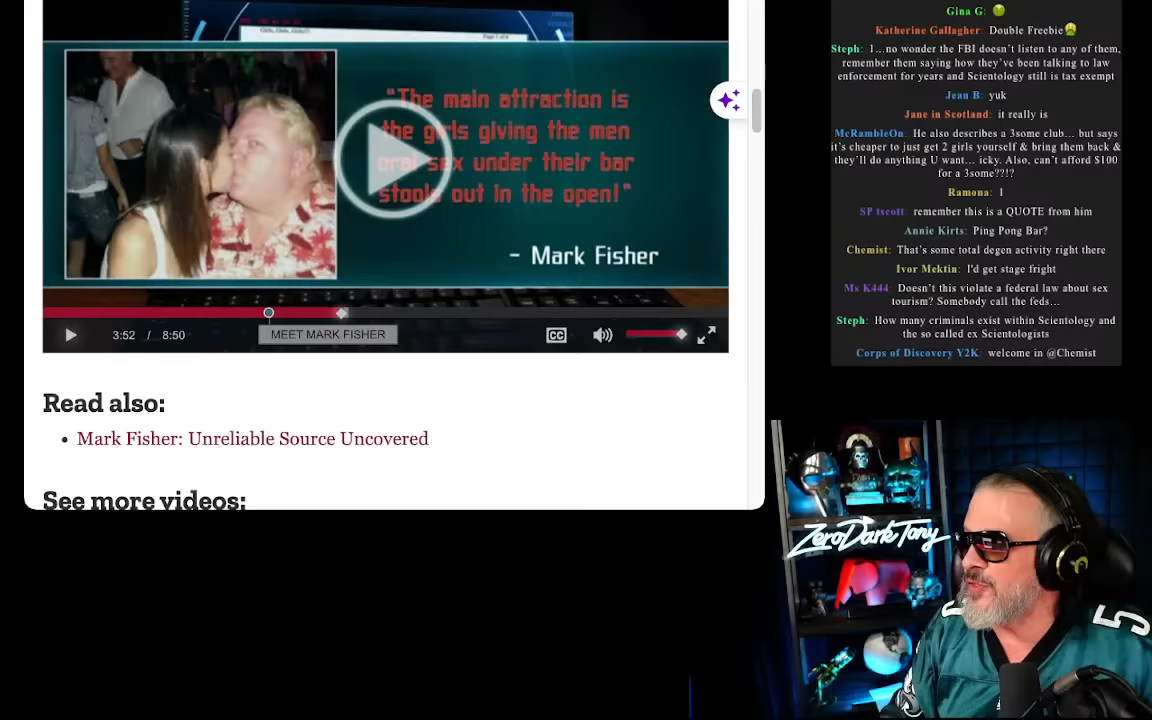 "The main attraction is
the girls giving the men
oral sex under their bar
stools out in the open!"
- Mark Fisher
3:52 / 8:50
MEET MARK FISHER
CC
Read also:
• Mark Fisher: Unreliable Source Uncovered
See more videos:
Gina G:
Katherine Gallagher: Double Freebie
Steph: 1…no wonder the FBI doesn't listen to any of them,
remember them saying how they've been talking to law
enforcement for years and Scientology still is tax exempt
Jean B: yuk
Jane in Scotland: it really is
McRambleOn: He also describes a 3some club... but says
it's cheaper to just get 2 girls yourself & bring them back &
they'll do anything U want... icky. Also, can't afford $100
for a 3some??!?
Ramona: 1
SP tscott: remember this is a QUOTE from him
Annie Kirts: Ping Pong Bar?
Chemist: That's some total degen activity right there
Ivor Mektin: I'd get stage fright
Ms K444: Doesn't this violate a federal law about sex
tourism? Somebody call the feds…
Steph: How many criminals exist within Scientology and
the so called ex Scientologists
Corps of Discovery Y2K: welcome in @Chemist
ZeroDarkTony
5